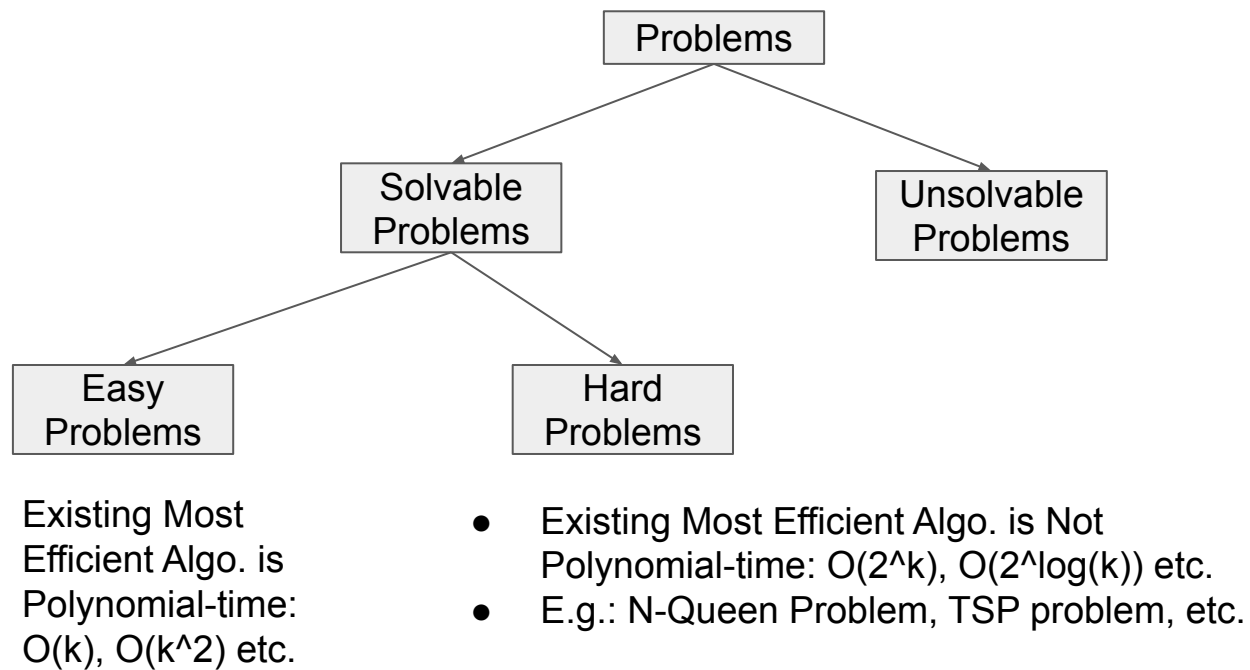 Problems
Solvable
Problems
Unsolvable
Problems
Easy
Problems
Hard
Problems
Existing Most
Efficient Algo. is
Polynomial-time:
O(k), O(k^2) etc.
● Existing Most Efficient Algo. is Not
Polynomial-time: O(2^k), O(2^log(k)) etc.
● E.g.: N-Queen Problem, TSP problem, etc.